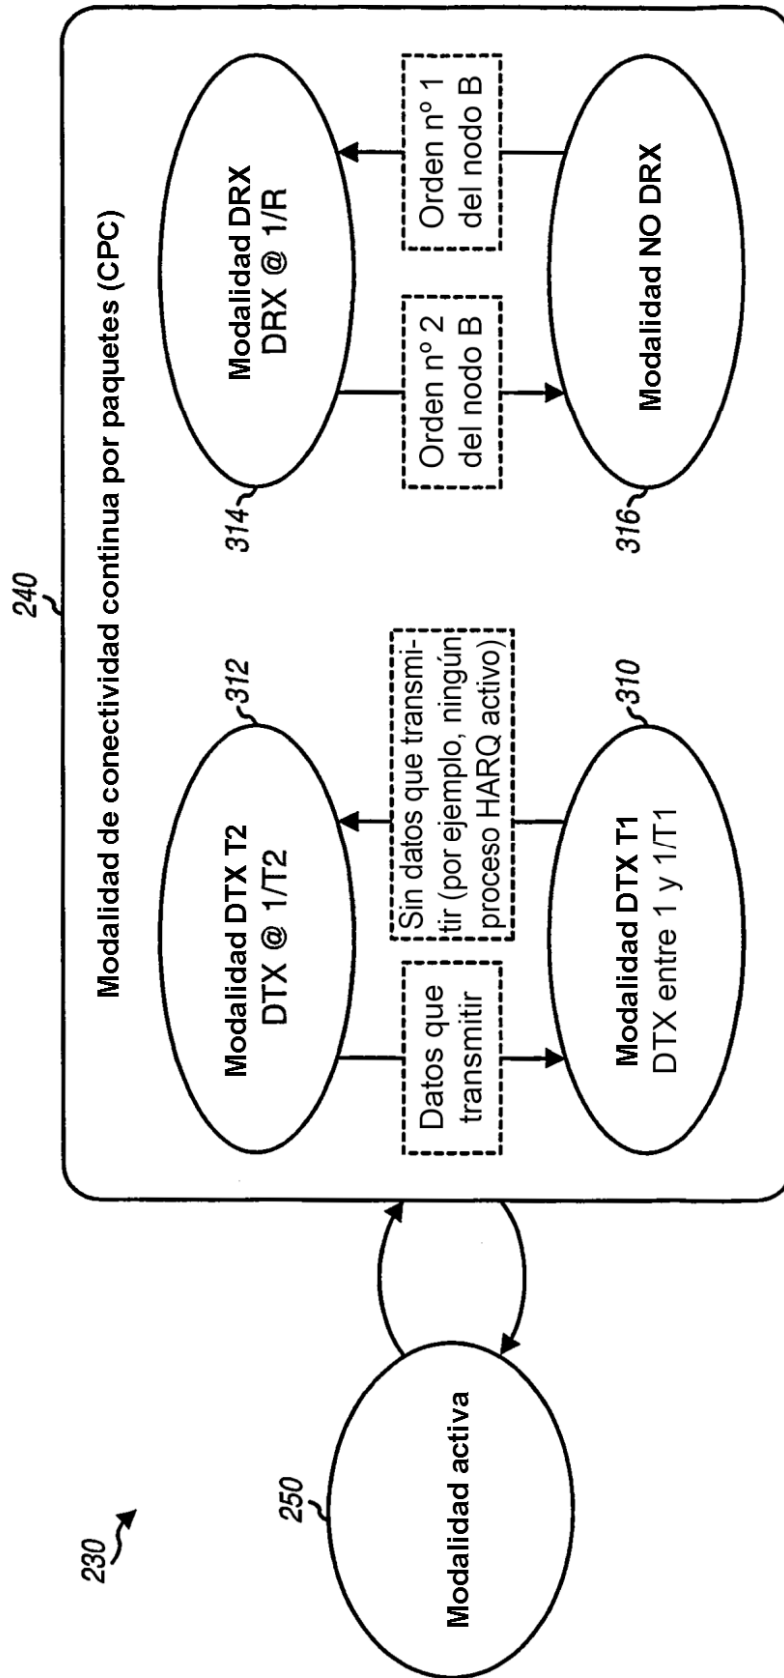 230
250
Modalidad activa
240
Modalidad de conectividad continua por paquetes (CPC)
312
Modalidad DTX T2
DTX @ 1/T2
Datos que
transmitir
Sin datos que transmi-
tir (por ejemplo, ningún
proceso HARQ activo)
310
Modalidad DTX T1
DTX entre 1 y 1/T1
314
Modalidad DRX
DRX @ 1/R
Orden nº 2
del nodo B
Orden nº 1
del nodo B
316
Modalidad NO DRX